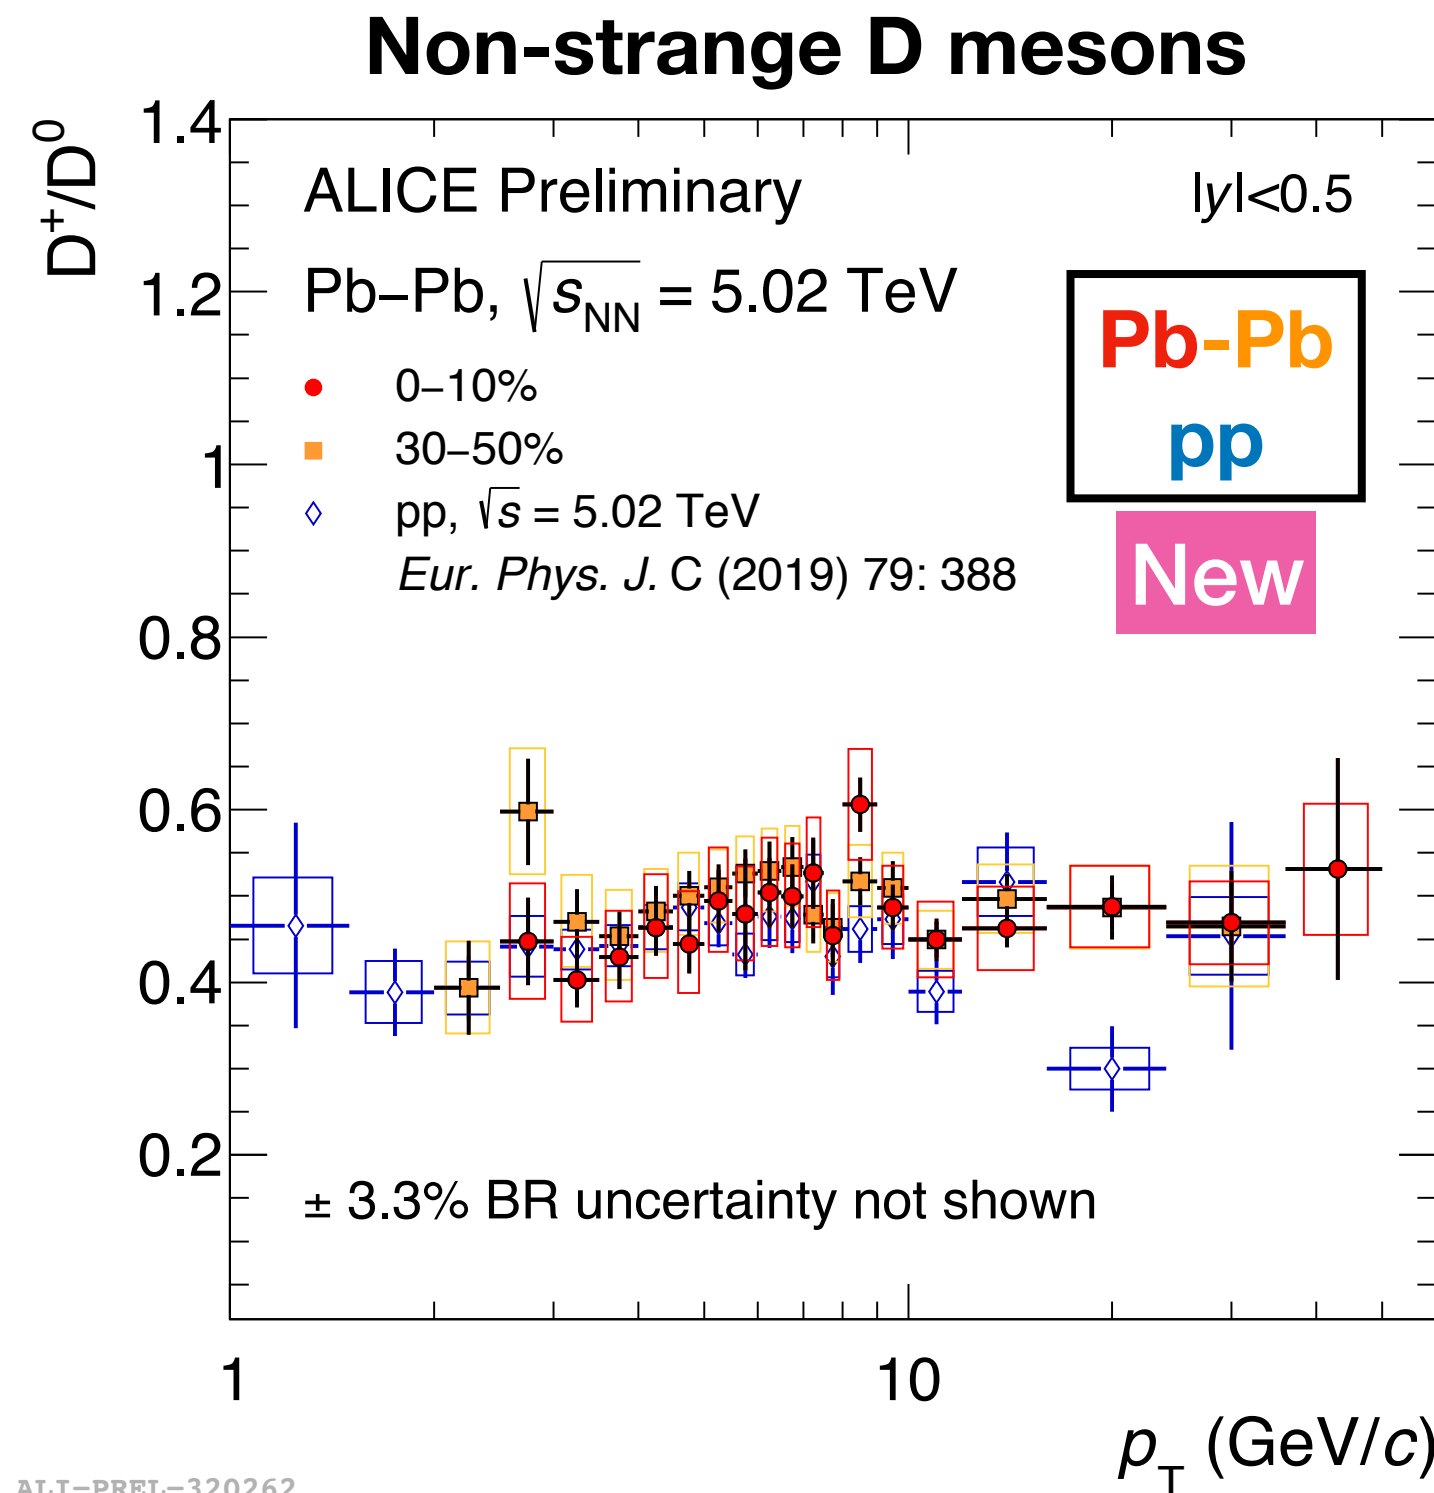 Non-strange D mesons
D⁺/D⁰
1.4
1.2
1
0.8
0.6
0.4
0.2
ALICE Preliminary
|y|<0.5
Pb–Pb, √sNN = 5.02 TeV
0–10%
30–50%
pp, √s = 5.02 TeV
Eur. Phys. J. C (2019) 79: 388
Pb-Pb
pp
New
± 3.3% BR uncertainty not shown
1
10
pT (GeV/c)
ALI-PREL-320262